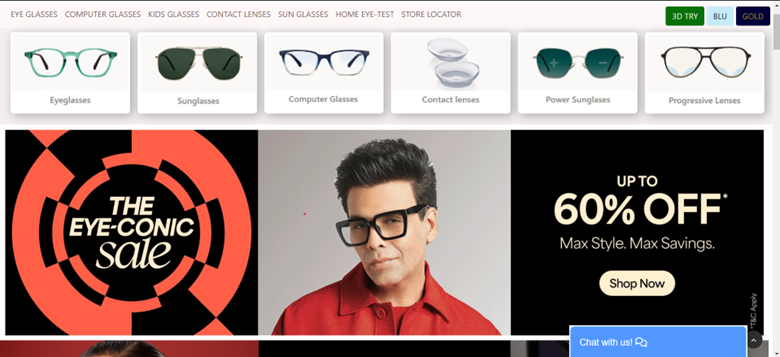 EYE GLASSES COMPUTER GLASSES KIDS GLASSES CONTACT LENSES SUN GLASSES HOME EYE-TEST STORE LOCATOR
3D TRY BLU GOLD
Eyeglasses Sunglasses Computer Glasses Contact lenses Power Sunglases Progressive Lenses
THE
EYE-CONIC
sale
UP TO
60% OFF*
Max Style. Max Savings.
Shop Now
*T&C Apply
Chat with us!